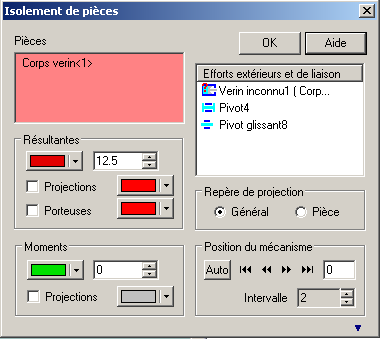 Isolement de pièces
Pièces
OK
Aide
Corps verin<1>
Efforts extérieurs et de liaison
Verin inconnu1 ( Corp...
Pivot4
Pivot glissant8
Résultantes
12.5
Projections
Porteuses
Repère de projection
Général
Pièce
Moments
0
Projections
Position du mécanisme
Auto
0
Intervalle
2